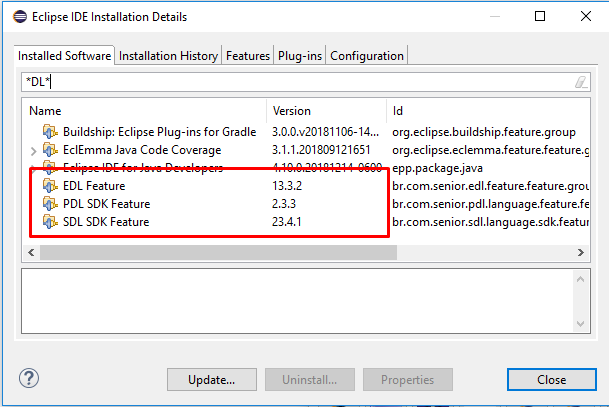 Eclipse IDE Installation Details
Installed Software Installation History Features Plug-ins Configuration
*DL*
Name Version Id
Buildship: Eclipse Plug-ins for Gradle 3.0.0.v20181106-14... org.eclipse.buildship.feature.group
EclEmma Java Code Coverage 3.1.1.201809121651 org.eclipse.eclemma.feature.feature.g
Eclipse IDE for Java Developers 4.10.0.20181214-0600 epp.package.java
EDL Feature 13.3.2 br.com.senior.edl.feature.feature.grou
PDL SDK Feature 2.3.3 br.com.senior.pdl.language.feature.fe
SDL SDK Feature 23.4.1 br.com.senior.sdl.language.sdk.featur
? Update... Uninstall... Properties Close